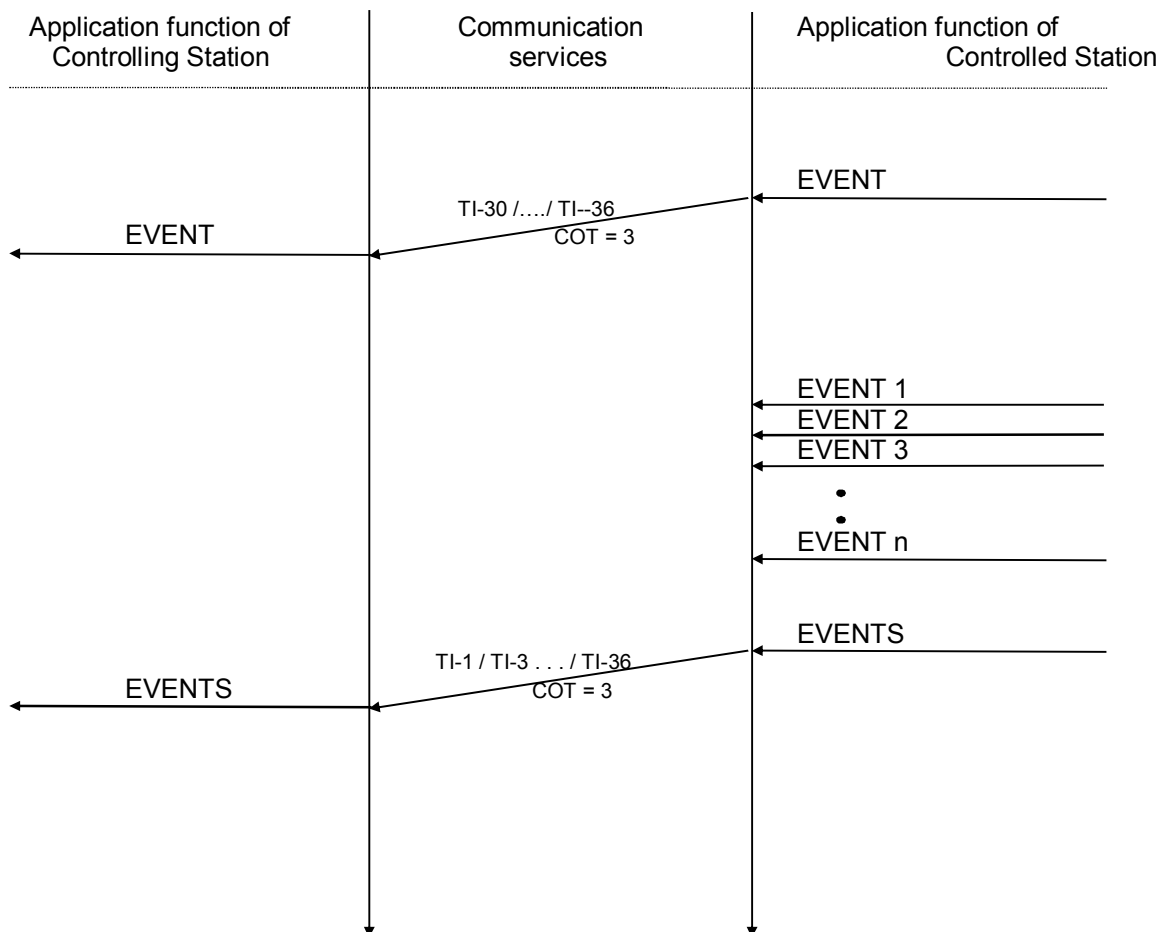 Application function of
Controlling Station
Communication
services
Application function of
Controlled Station
EVENT
TI-30 /…./ TI--36
COT = 3
EVENT
EVENT 1
EVENT 2
EVENT 3
EVENT n
EVENTS
TI-1 / TI-3 . . . / TI-36
COT = 3
EVENTS